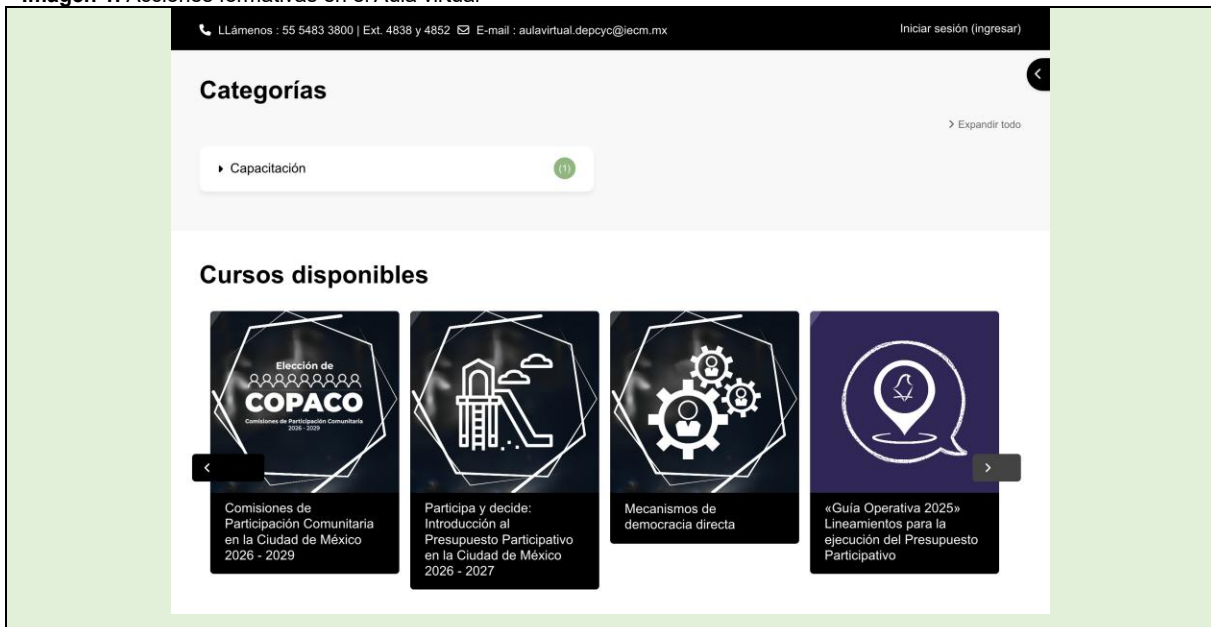 Imagen 1. Acciones formativas en el Aula Virtual
LLámenos : 55 5483 3800 | Ext. 4838 y 4852 E-mail : aulavirtual.depcyc@iecm.mx
Iniciar sesión (ingresar)
Categorías
Expandir todo
Capacitación
(1)
Cursos disponibles
Elección de
COPACO
Comisiones de Participación Comunitaria
2026 - 2029
Comisiones de
Participación Comunitaria
en la Ciudad de México
2026 - 2029
Participa y decide:
Introducción al
Presupuesto Participativo
en la Ciudad de México
2026 - 2027
Mecanismos de
democracia directa
«Guía Operativa 2025»
Lineamientos para la
ejecución del Presupuesto
Participativo